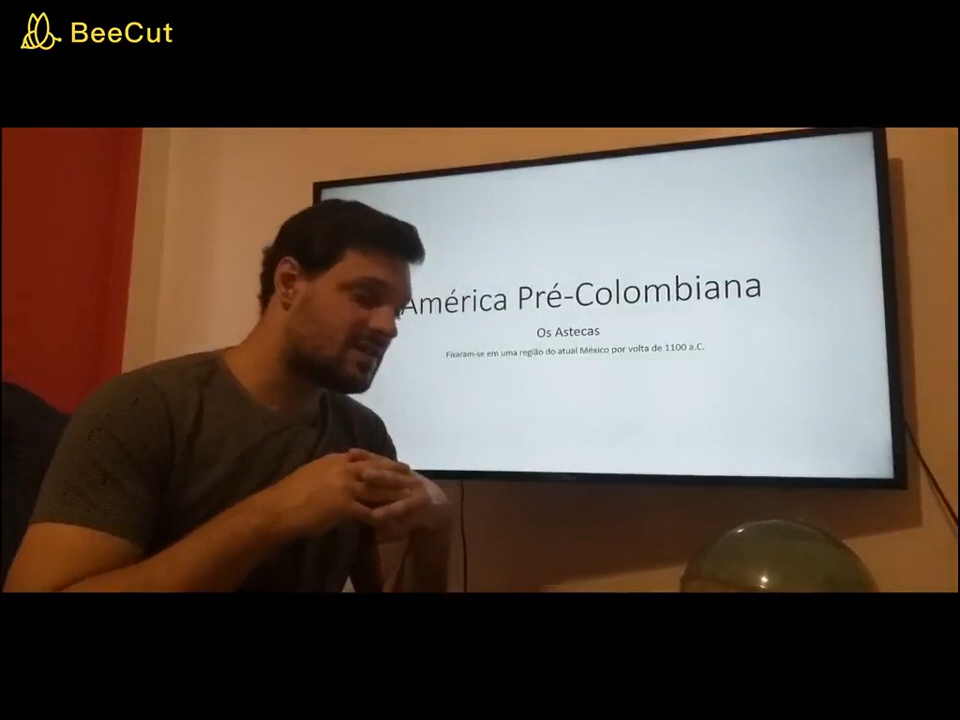 BeeCut
América Pré-Colombiana
Os Astecas
Fixaram-se em uma região do atual México por volta de 1100 a.C.